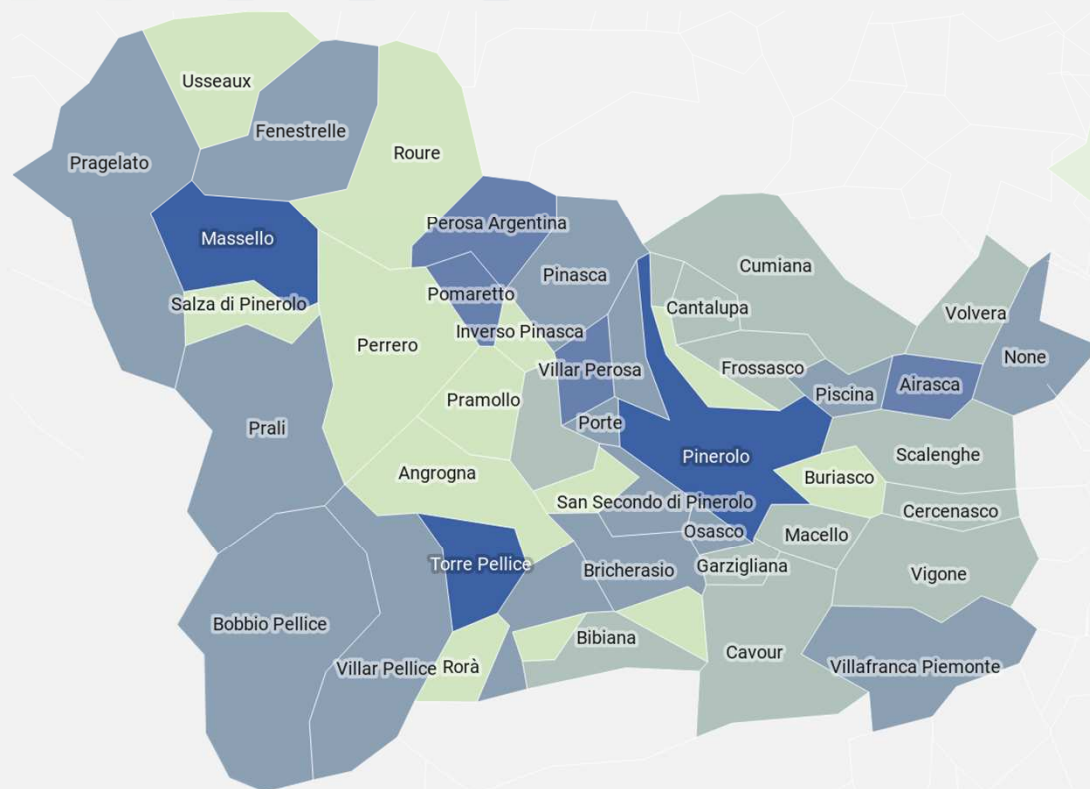 Usseaux
Fenestrelle
Roure
Pragelato
Perosa Argentina
Massello
Cumiana
Pinasca
Pomaretto
Salza di Pinerolo
Cantalupa
Volvera
Inverso Pinasca
Perrero
None
Villar Perosa
Frossasco
Airasca
Piscina
Pramollo
Porte
Prali
Pinerolo
Scalenghe
Angrogna
Buriasco
San Secondo di Pinerolo
Cercenasco
Osasco
Macello
Torre Pellice
Bricherasio
Garzigliana
Vigone
Bobbio Pellice
Bibiana
Cavour
Villar Pellice
Rorà
Villafranca Piemonte